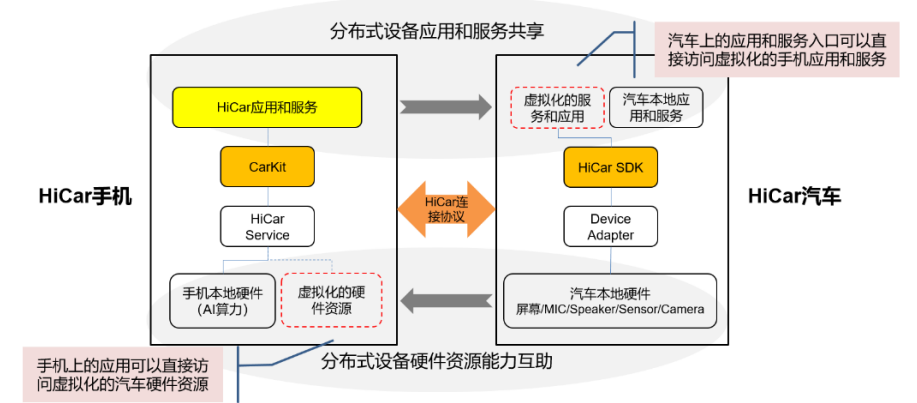 分布式设备应用和服务共享
汽车上的应用和服务入口可以直
接访问虚拟化的手机应用和服务
HiCar应用和服务
虚拟化的服
务和应用
汽车本地应
用和服务
CarKit
HiCar SDK
HiCar手机
HiCar连
接协议
HiCar汽车
HiCar
Service
Device
Adapter
手机本地硬件
(AI算力)
虚拟化的硬
件资源
汽车本地硬件
屏幕/MIC/Speaker/Sensor/Camera
手机上的应用可以直接访
问虚拟化的汽车硬件资源
分布式设备硬件资源能力互助